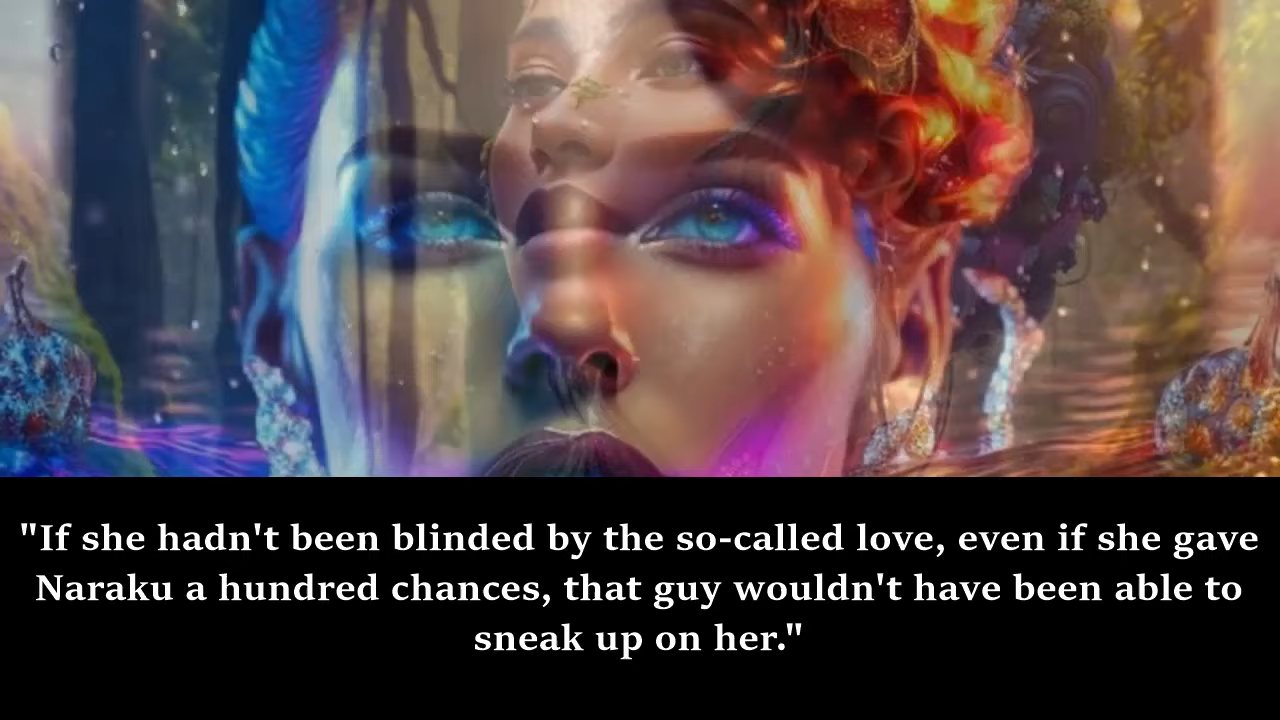 "If she hadn't been blinded by the so-called love, even if she gave
Naraku a hundred chances, that guy wouldn't have been able to
sneak up on her."